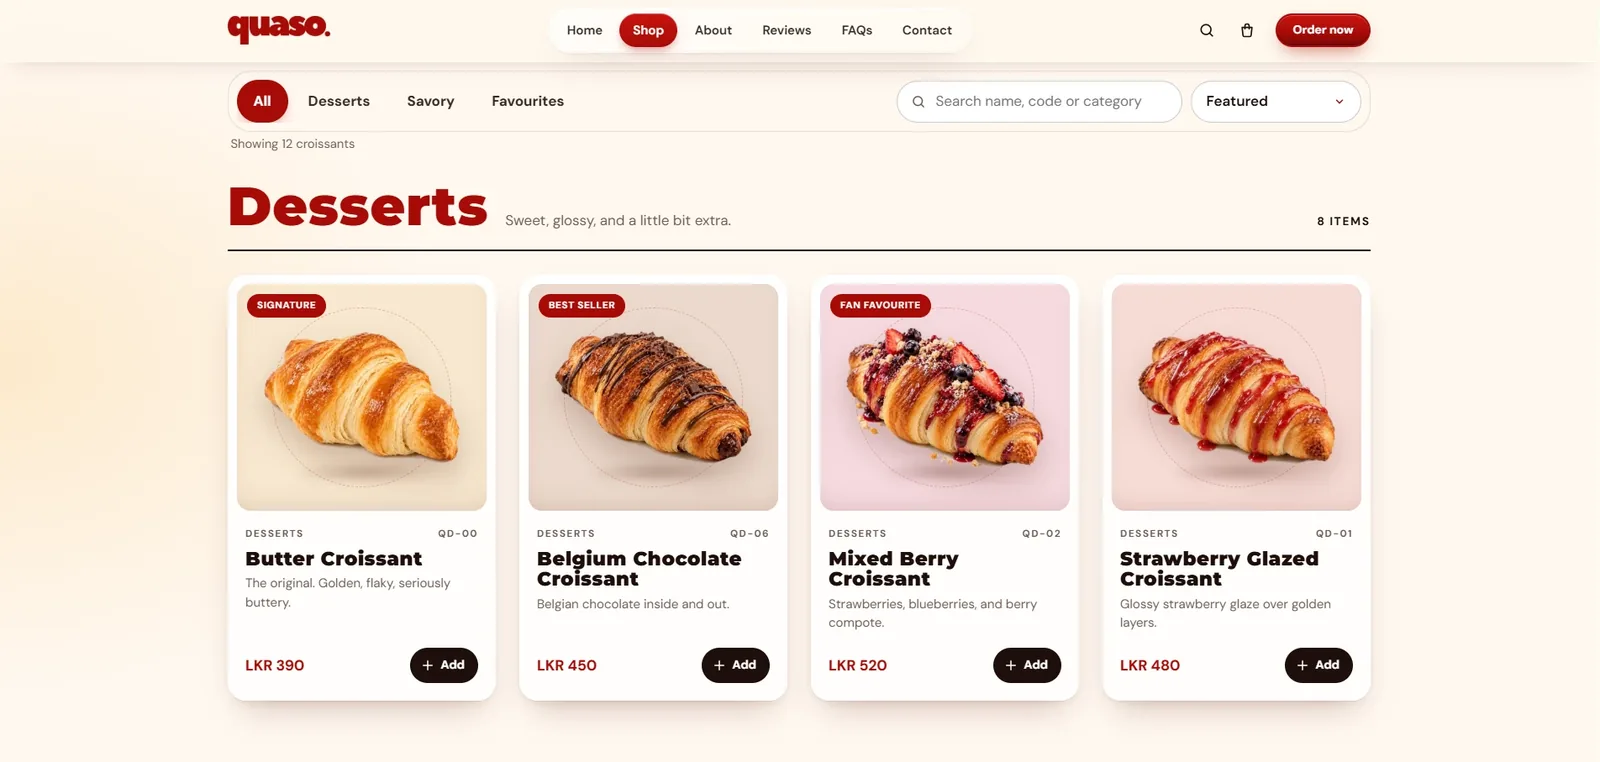 quaso.
Home Shop About Reviews FAQs Contact
Order now
All Desserts Savory Favourites
Search name, code or category
Featured
Showing 12 croissants
Desserts
Sweet, glossy, and a little bit extra.
8 ITEMS
SIGNATURE
DESSERTS QD-00
Butter Croissant
The original. Golden, flaky, seriously
buttery.
LKR 390
+ Add
BEST SELLER
DESSERTS QD-06
Belgium Chocolate
Croissant
Belgian chocolate inside and out.
LKR 450
+ Add
FAN FAVOURITE
DESSERTS QD-02
Mixed Berry
Croissant
Strawberries, blueberries, and berry
compote.
LKR 520
+ Add
DESSERTS QD-01
Strawberry Glazed
Croissant
Glossy strawberry glaze over golden
layers.
LKR 480
+ Add